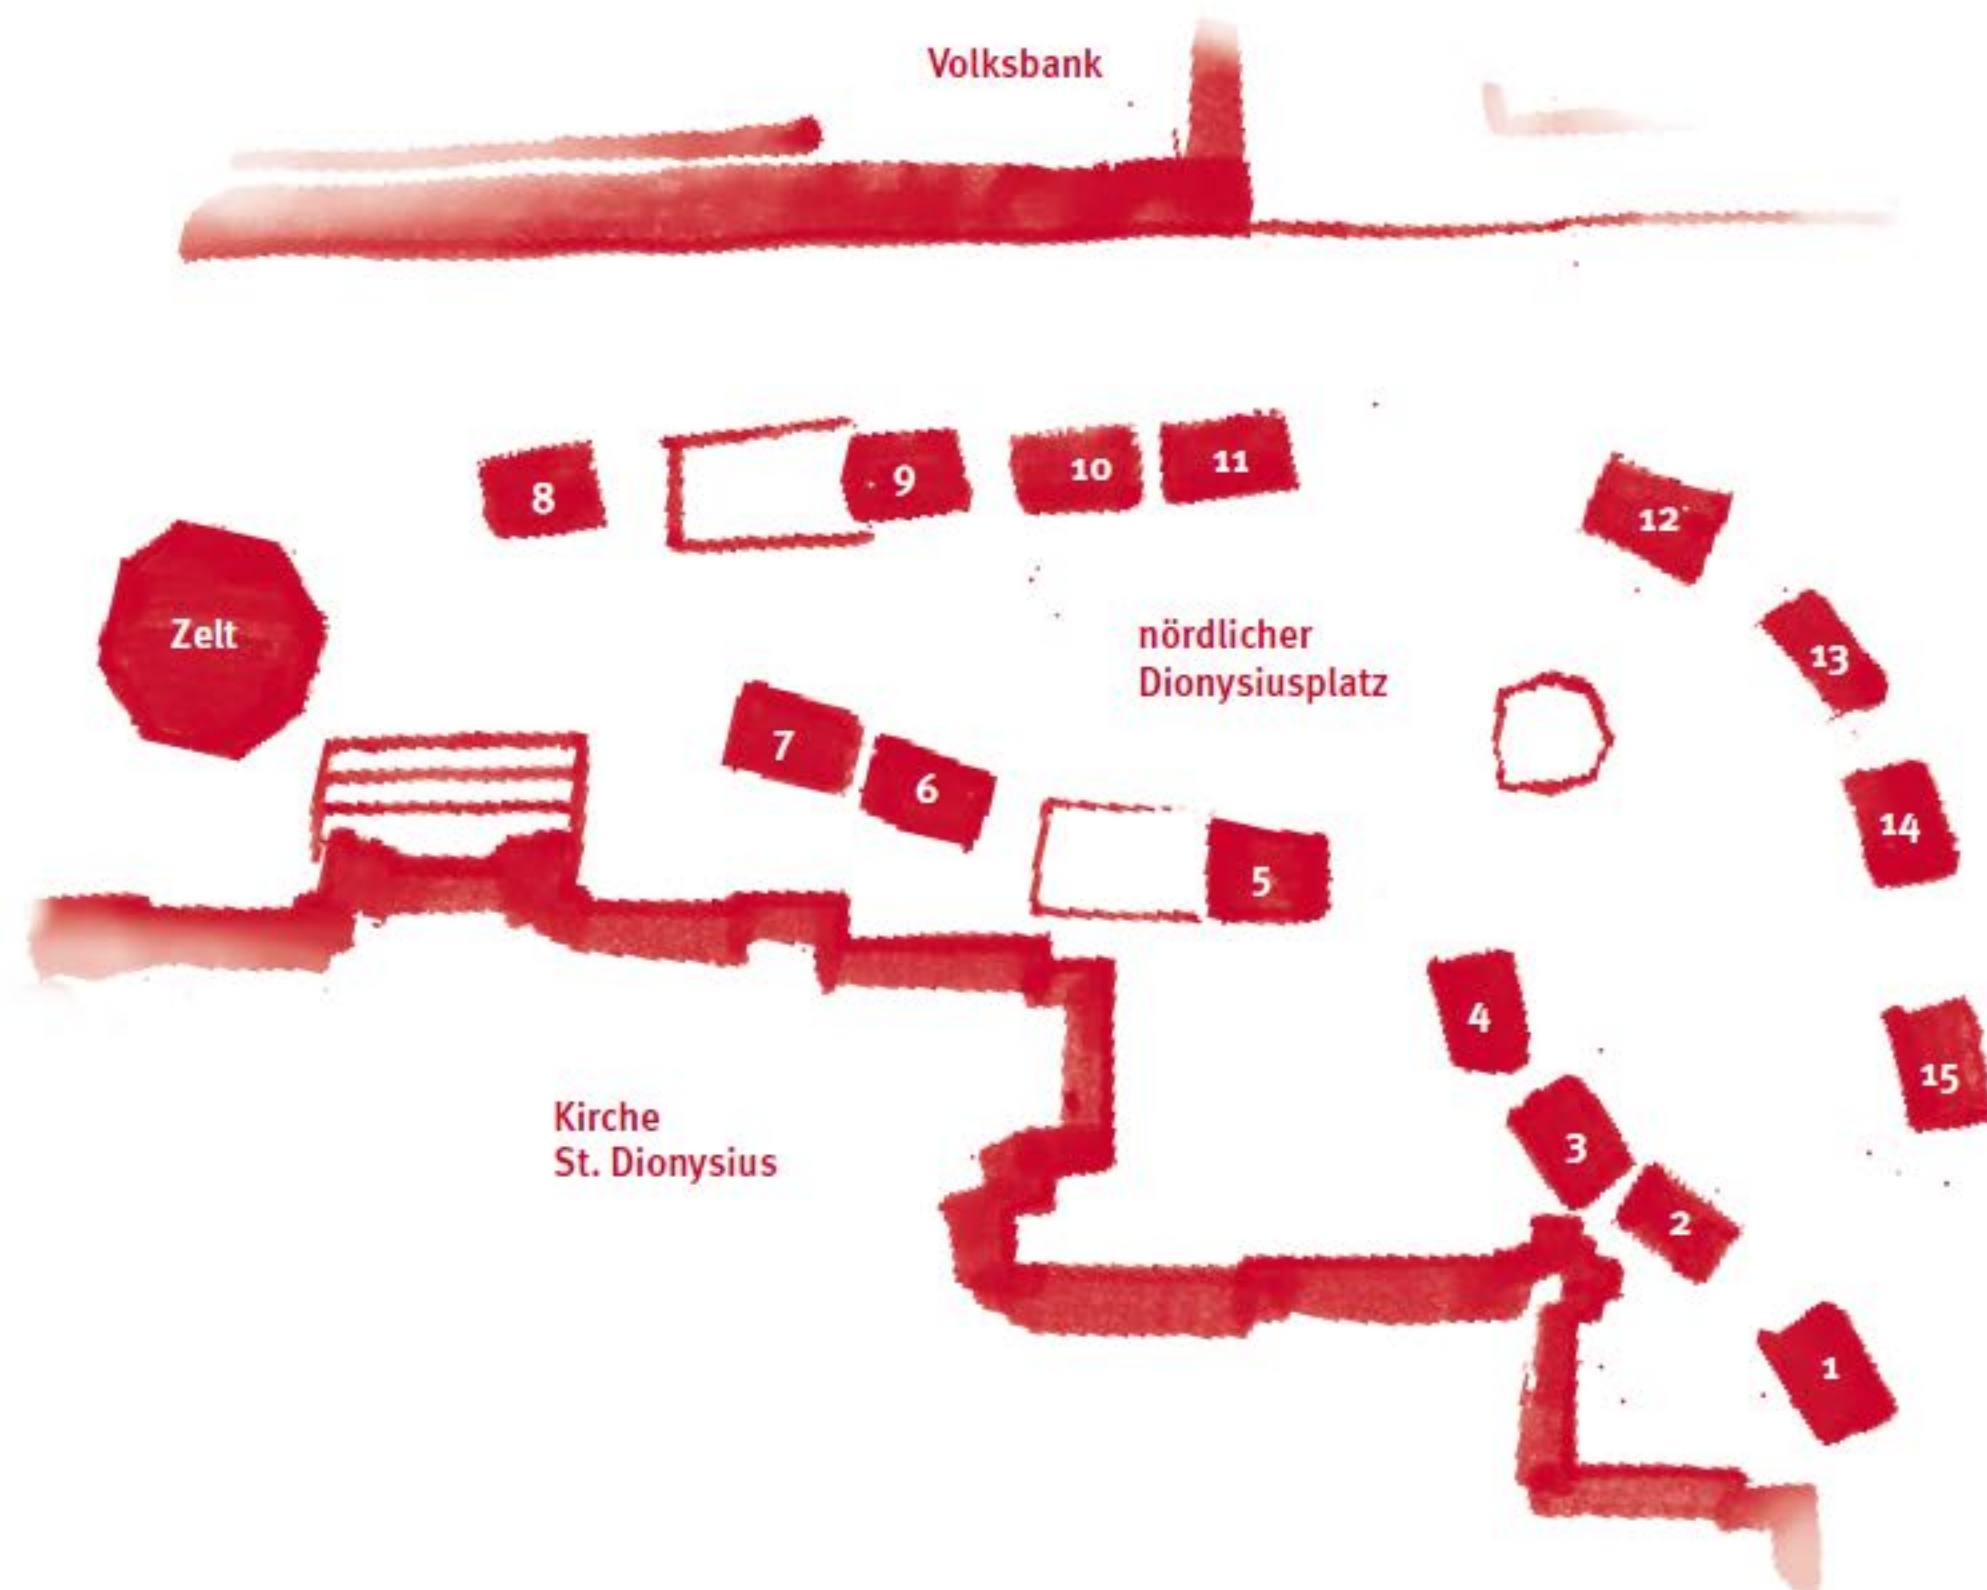 Volksbank
8
9
10
11
12
Zelt
nördlicher
Dionysiusplatz
13
7
6
14
5
4
15
Kirche
St. Dionysius
3
2
1